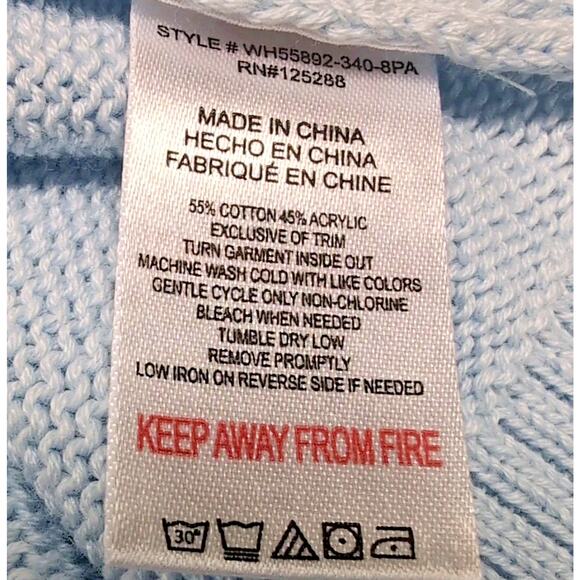 STYLE # WH55892-340-8PA
RN#125288
MADE IN CHINA
HECHO EN CHINA
FABRIQUÉ EN CHINE
55% COTTON 45% ACRYLIC
EXCLUSIVE OF TRIM
TURN GARMENT INSIDE OUT
MACHINE WASH COLD WITH LIKE COLORS
GENTLE CYCLE ONLY NON-CHLORINE
BLEACH WHEN NEEDED
TUMBLE DRY LOW
REMOVE PROMPTLY
LOW IRON ON REVERSE SIDE IF NEEDED
KEEP AWAY FROM FIRE
30°